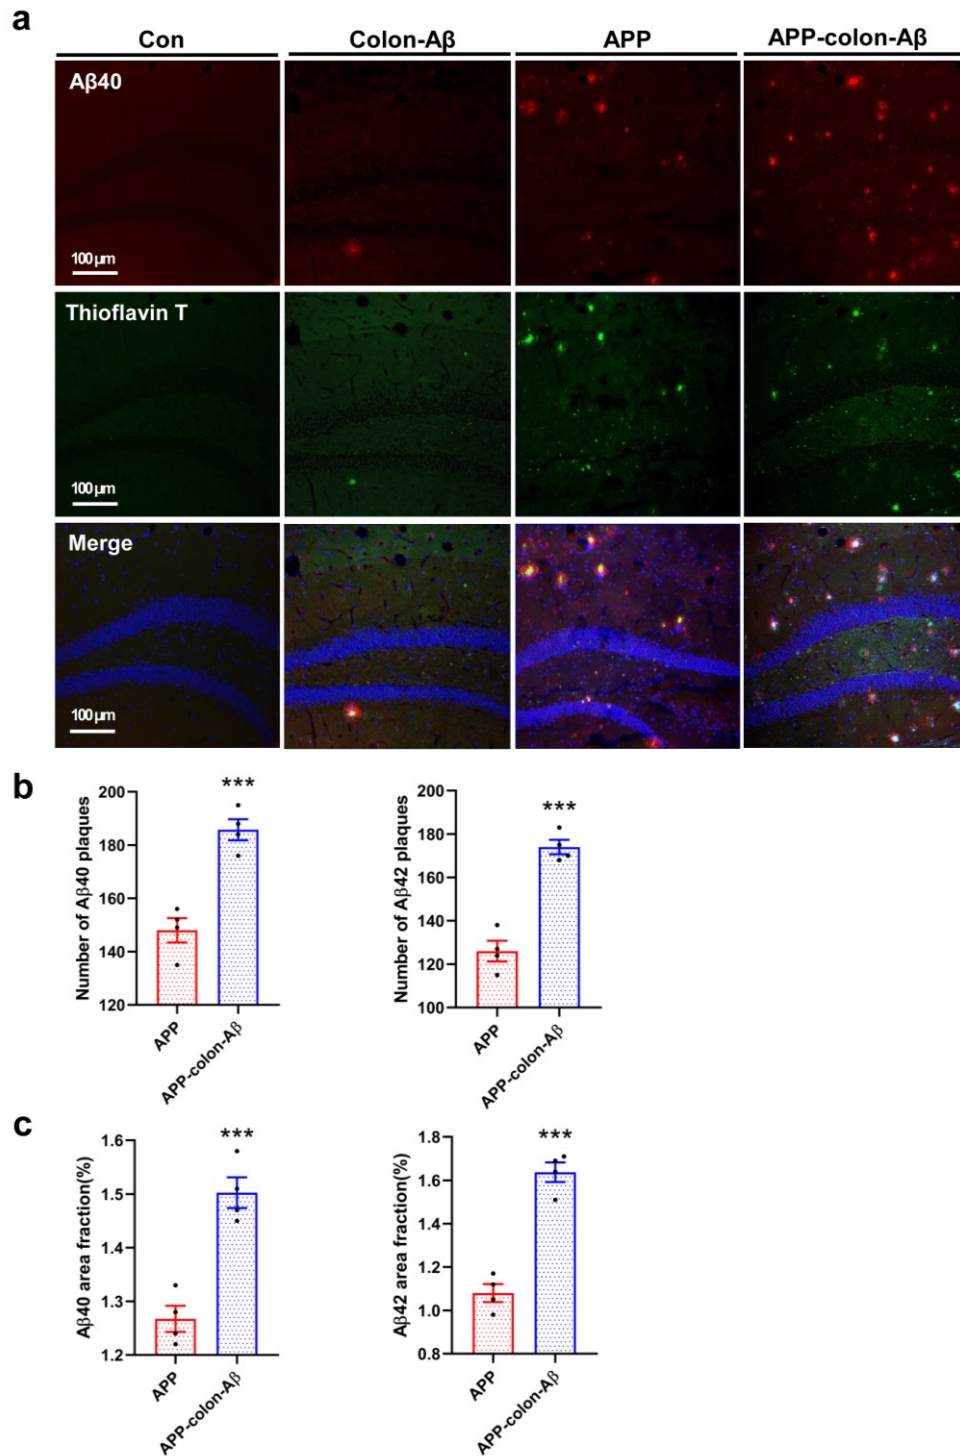 a
Con Colon-Aβ APP APP-colon-Aβ
Aβ40
100 μm
Thioflavin T
100 μm
Merge
100 μm
b
Number of Aβ40 plaques
200
180
160
140
120
***
APP
APP-colon-Aβ
Number of Aβ42 plaques
200
180
160
140
120
100
***
APP
APP-colon-Aβ
c
Aβ40 area fraction(%)
1.6
1.5
1.4
1.3
1.2
***
APP
APP-colon-Aβ
Aβ42 area fraction(%)
1.8
1.6
1.4
1.2
1.0
0.8
***
APP
APP-colon-Aβ